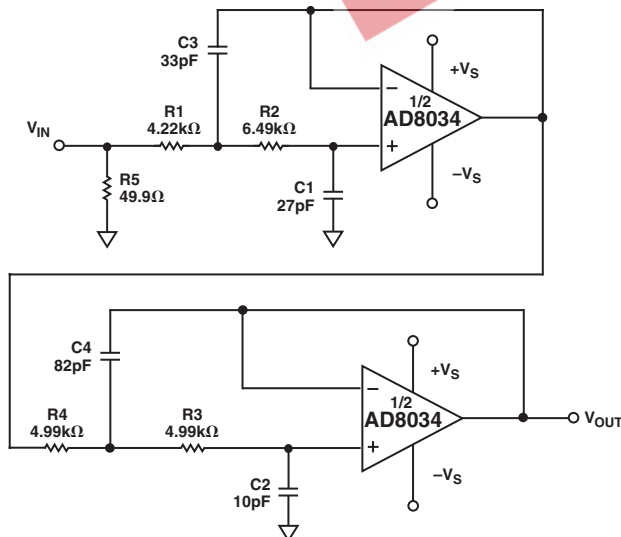 C3
33pF
+VS
1/2
AD8034
−
+
−VS
VIN
R1
4.22kΩ
R2
6.49kΩ
R5
49.9Ω
C1
27pF
C4
82pF
+VS
1/2
AD8034
−
+
−VS
VOUT
R4
4.99kΩ
R3
4.99kΩ
C2
10pF